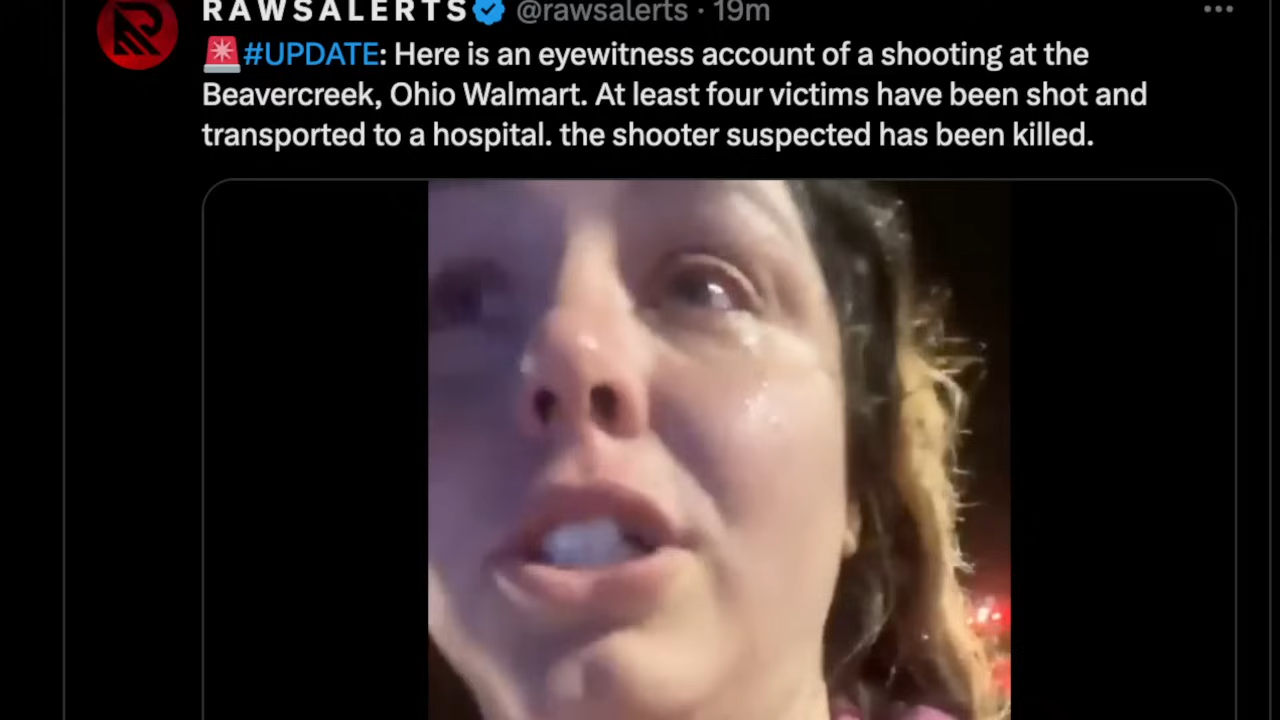 RAWSALERTS @rawsalerts · 19m
🚨#UPDATE: Here is an eyewitness account of a shooting at the
Beavercreek, Ohio Walmart. At least four victims have been shot and
transported to a hospital. the shooter suspected has been killed.